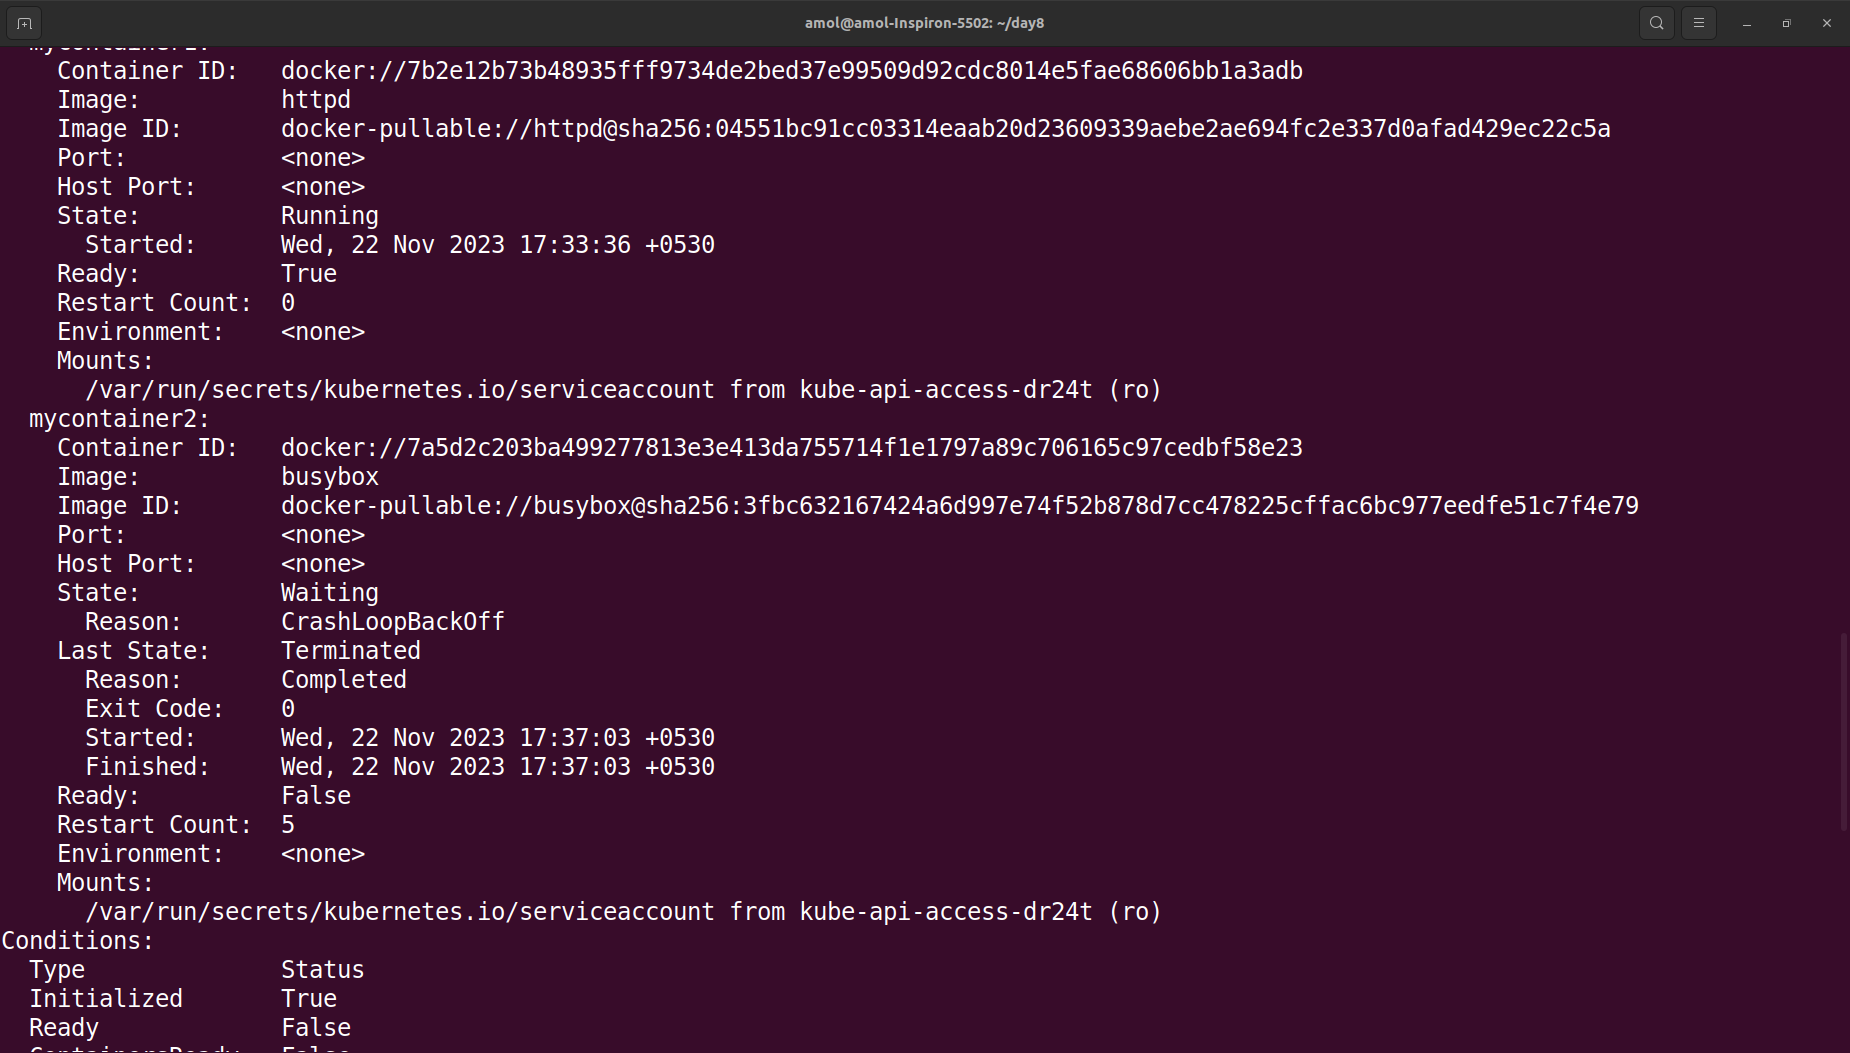 amol@amol-Inspiron-5502: ~/day8
mycontainer1:
Container ID: docker://7b2e12b73b48935fff9734de2bed37e99509d92cdc8014e5fae68606bb1a3adb
Image: httpd
Image ID: docker-pullable://httpd@sha256:04551bc91cc03314eaab20d23609339aebe2ae694fc2e337d0afad429ec22c5a
Port: <none>
Host Port: <none>
State: Running
Started: Wed, 22 Nov 2023 17:33:36 +0530
Ready: True
Restart Count: 0
Environment: <none>
Mounts:
/var/run/secrets/kubernetes.io/serviceaccount from kube-api-access-dr24t (ro)
mycontainer2:
Container ID: docker://7a5d2c203ba499277813e3e413da755714f1e1797a89c706165c97cedbf58e23
Image: busybox
Image ID: docker-pullable://busybox@sha256:3fbc632167424a6d997e74f52b878d7cc478225cffac6bc977eedfe51c7f4e79
Port: <none>
Host Port: <none>
State: Waiting
Reason: CrashLoopBackOff
Last State: Terminated
Reason: Completed
Exit Code: 0
Started: Wed, 22 Nov 2023 17:37:03 +0530
Finished: Wed, 22 Nov 2023 17:37:03 +0530
Ready: False
Restart Count: 5
Environment: <none>
Mounts:
/var/run/secrets/kubernetes.io/serviceaccount from kube-api-access-dr24t (ro)
Conditions:
Type Status
Initialized True
Ready False
ContainersReady False